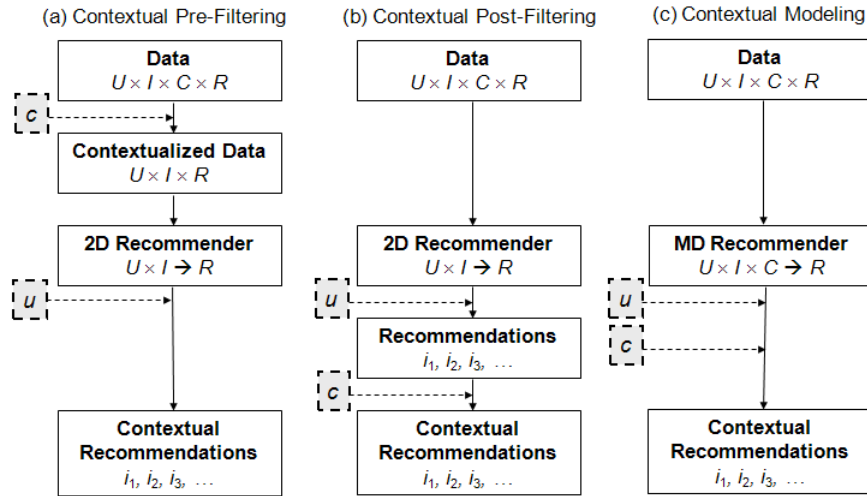 (a) Contextual Pre-Filtering
Data
U × I × C × R
c
Contextualized Data
U × I × R
2D Recommender
U × I → R
u
Contextual
Recommendations
i₁, i₂, i₃, …
(b) Contextual Post-Filtering
Data
U × I × C × R
2D Recommender
U × I → R
u
Recommendations
i₁, i₂, i₃, …
c
Contextual
Recommendations
i₁, i₂, i₃, …
(c) Contextual Modeling
Data
U × I × C × R
MD Recommender
U × I × C → R
u
c
Contextual
Recommendations
i₁, i₂, i₃, …